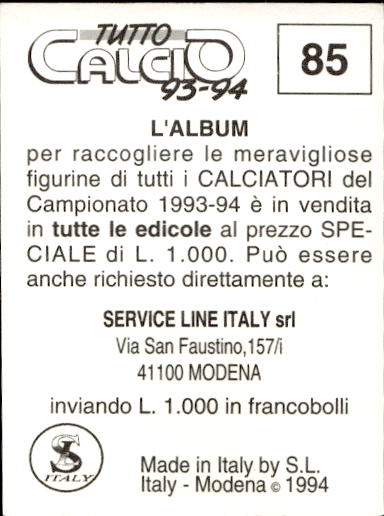 TUTTO
CALCIO
93-94
85
L'ALBUM
per raccogliere le meravigliose
figurine di tutti i CALCIATORI del
Campionato 1993-94 è in vendita
in tutte le edicole al prezzo SPE-
CIALE di L. 1.000. Può essere
anche richiesto direttamente a:
SERVICE LINE ITALY srl
Via San Faustino,157/i
41100 MODENA
inviando L. 1.000 in francobolli
SL
ITALY
Made in Italy by S.L.
Italy - Modena © 1994